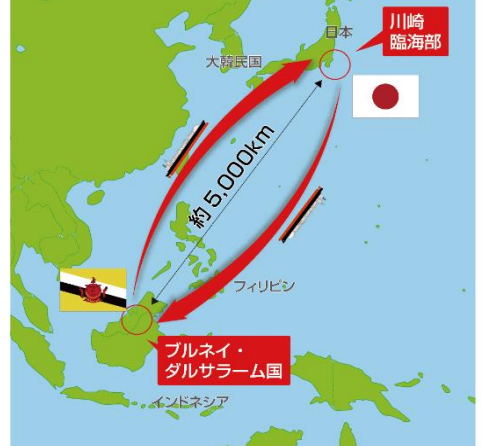 日本
川崎
臨海部
大韓民国
約5,000km
フィリピン
ブルネイ・
ダルサラーム国
インドネシア